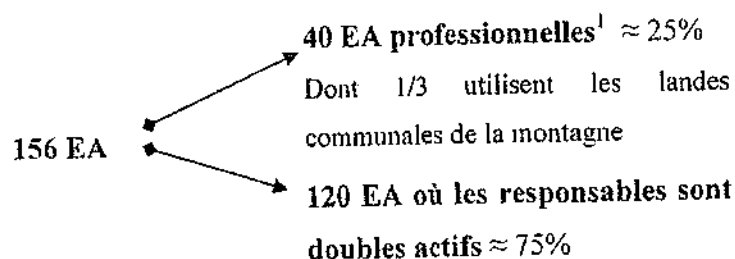 40 EA professionnelles¹ ≈ 25%
Dont 1/3 utilisent les landes
communales de la montagne
156 EA
120 EA où les responsables sont
doubles actifs ≈ 75%